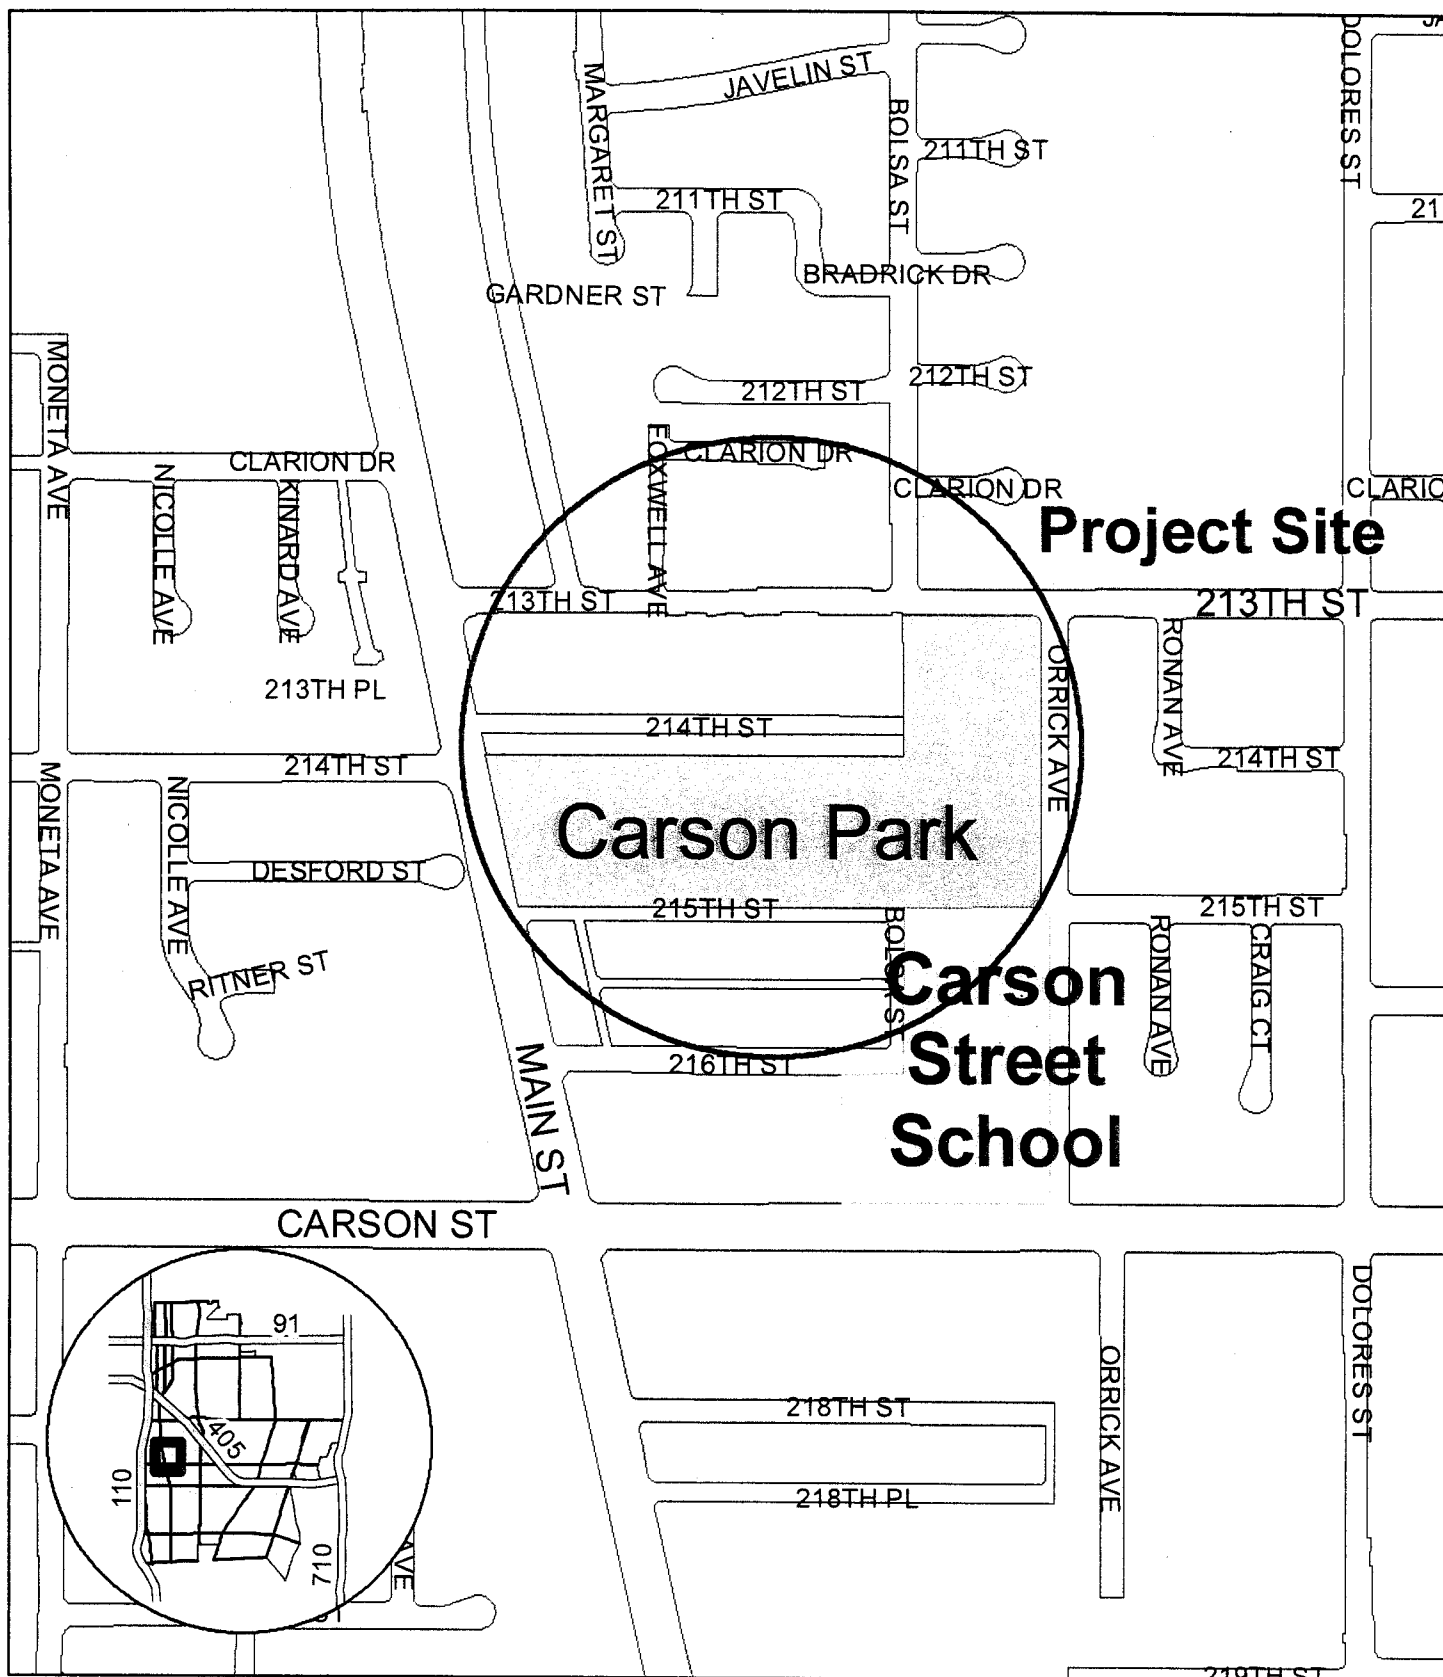 JAVELIN ST
MARGARET ST
BOLSA ST
DOLORES ST
211TH ST
211TH ST
21
BRADRICK DR
GARDNER ST
MONETA AVE
212TH ST
212TH ST
FOXWELL AVE
CLARION DR
CLARION DR
NICOLLE AVE
KINARD AVE
CLARION DR
CLARIO
Project Site
213TH ST
213TH ST
ORRICK AVE
RONAN AVE
213TH PL
214TH ST
214TH ST
214TH ST
MONETA AVE
NICOLLE AVE
Carson Park
DESFORD ST
215TH ST
BOLSA ST
215TH ST
RONAN AVE
CRAIG CT
RITNER ST
Carson
Street
School
MAIN ST
216TH ST
CARSON ST
DOLORES ST
91
405
110
710
AVE
ORRICK AVE
218TH ST
218TH PL
219TH ST